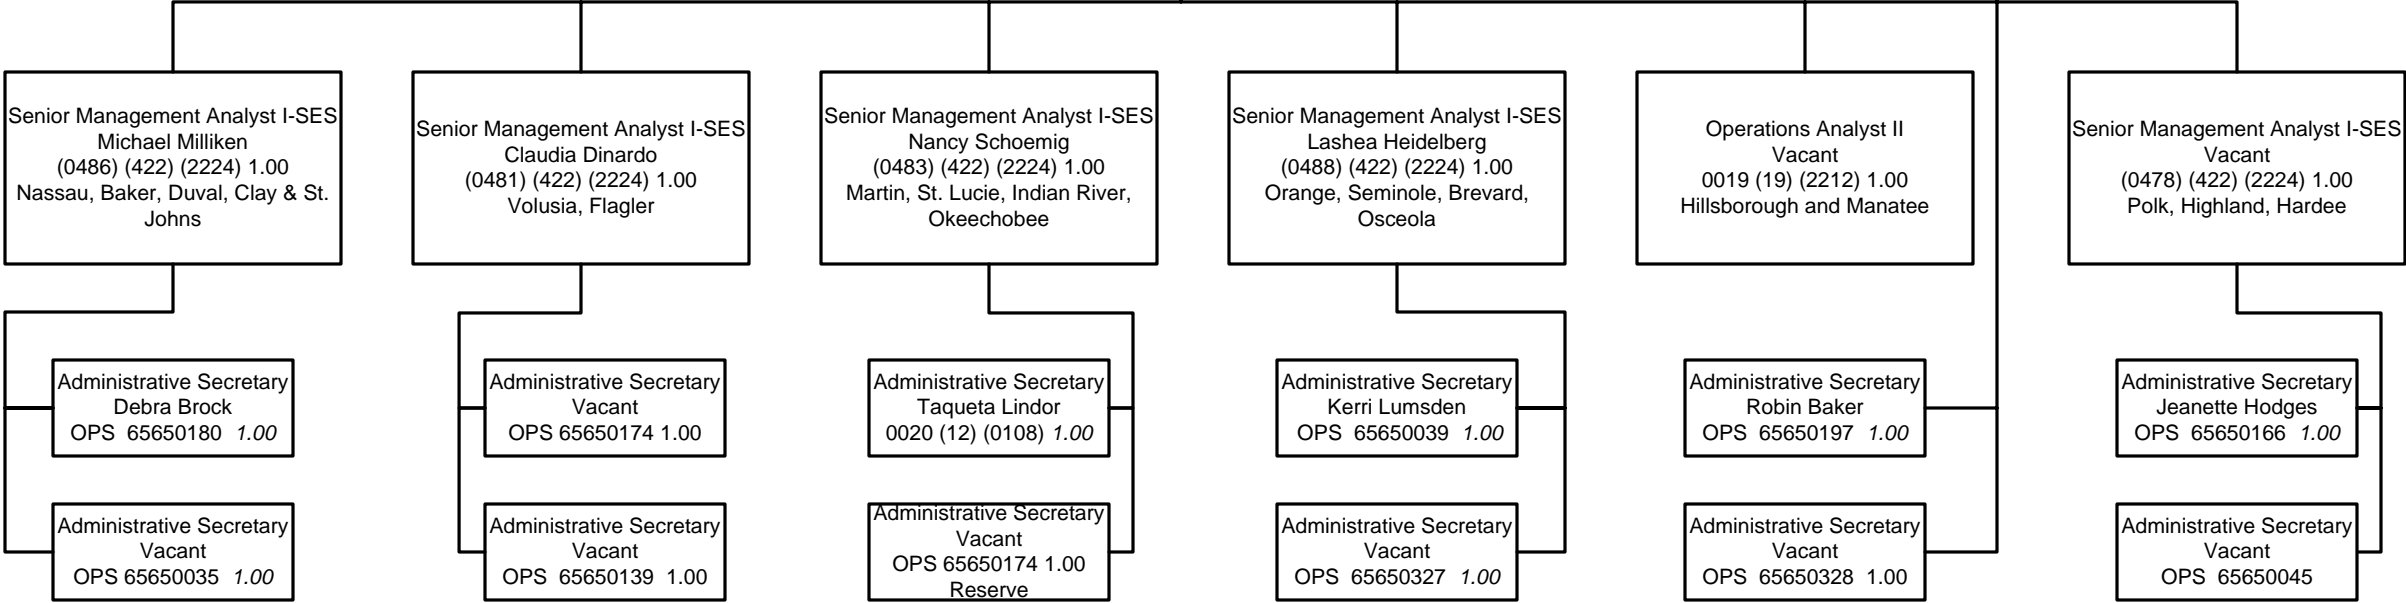 Senior Management Analyst I-SES
Michael Milliken
(0486) (422) (2224) 1.00
Nassau, Baker, Duval, Clay & St.
Johns
Senior Management Analyst I-SES
Claudia Dinardo
(0481) (422) (2224) 1.00
Volusia, Flagler
Senior Management Analyst I-SES
Nancy Schoemig
(0483) (422) (2224) 1.00
Martin, St. Lucie, Indian River,
Okeechobee
Senior Management Analyst I-SES
Lashea Heidelberg
(0488) (422) (2224) 1.00
Orange, Seminole, Brevard,
Osceola
Operations Analyst II
Vacant
0019 (19) (2212) 1.00
Hillsborough and Manatee
Senior Management Analyst I-SES
Vacant
(0478) (422) (2224) 1.00
Polk, Highland, Hardee
Administrative Secretary
Debra Brock
OPS 65650180 1.00
Administrative Secretary
Vacant
OPS 65650174 1.00
Administrative Secretary
Taqueta Lindor
0020 (12) (0108) 1.00
Administrative Secretary
Kerri Lumsden
OPS 65650039 1.00
Administrative Secretary
Robin Baker
OPS 65650197 1.00
Administrative Secretary
Jeanette Hodges
OPS 65650166 1.00
Administrative Secretary
Vacant
OPS 65650035 1.00
Administrative Secretary
Vacant
OPS 65650139 1.00
Administrative Secretary
Vacant
OPS 65650174 1.00
Reserve
Administrative Secretary
Vacant
OPS 65650327 1.00
Administrative Secretary
Vacant
OPS 65650328 1.00
Administrative Secretary
Vacant
OPS 65650045